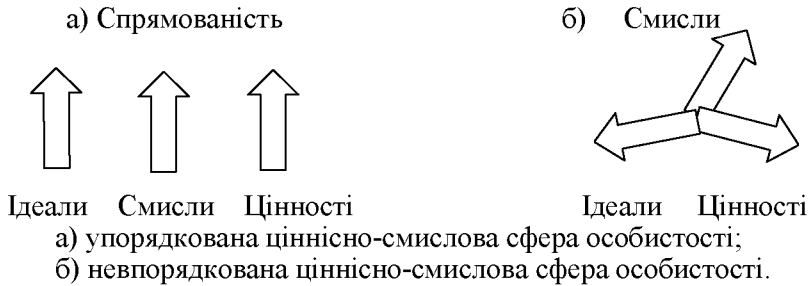 а) Спрямованість
б) Смисли
Ідеали Смисли Цінності
Ідеали Цінності
а) упорядкована ціннісно-смислова сфера особистості;
б) невпорядкована ціннісно-смислова сфера особистості.